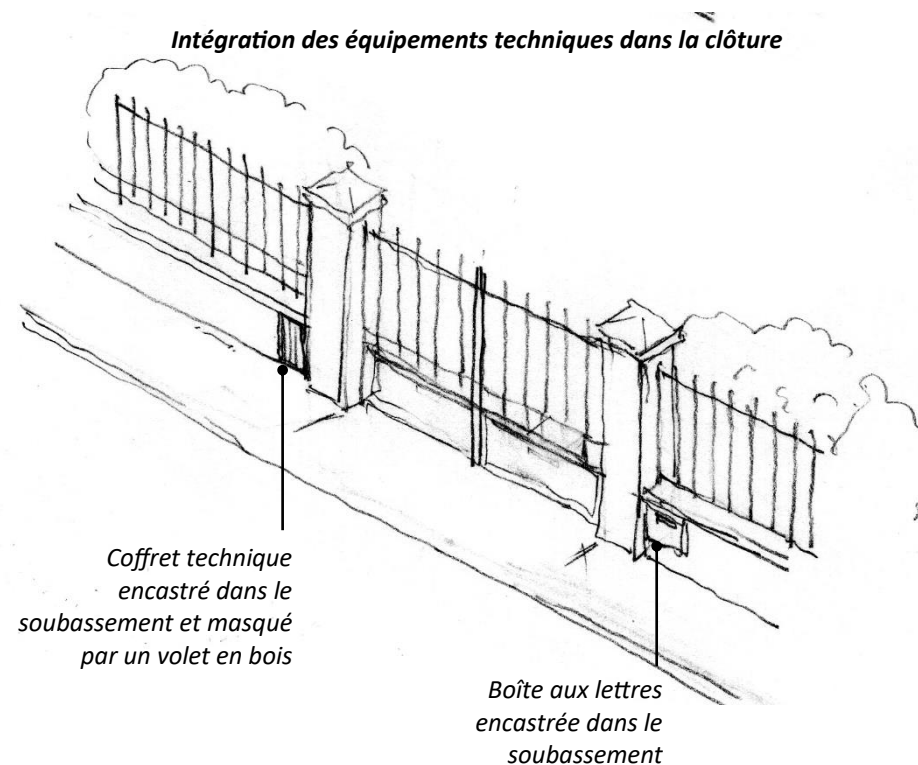 Intégration des équipements techniques dans la clôture
Coffret technique
encastré dans le
soubassement et masqué
par un volet en bois
Boîte aux lettres
encastrée dans le
soubassement